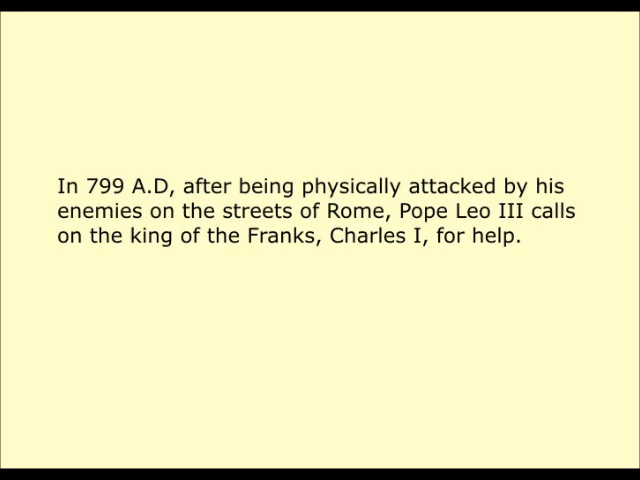 In 799 A.D, after being physically attacked by his
enemies on the streets of Rome, Pope Leo III calls
on the king of the Franks, Charles I, for help.